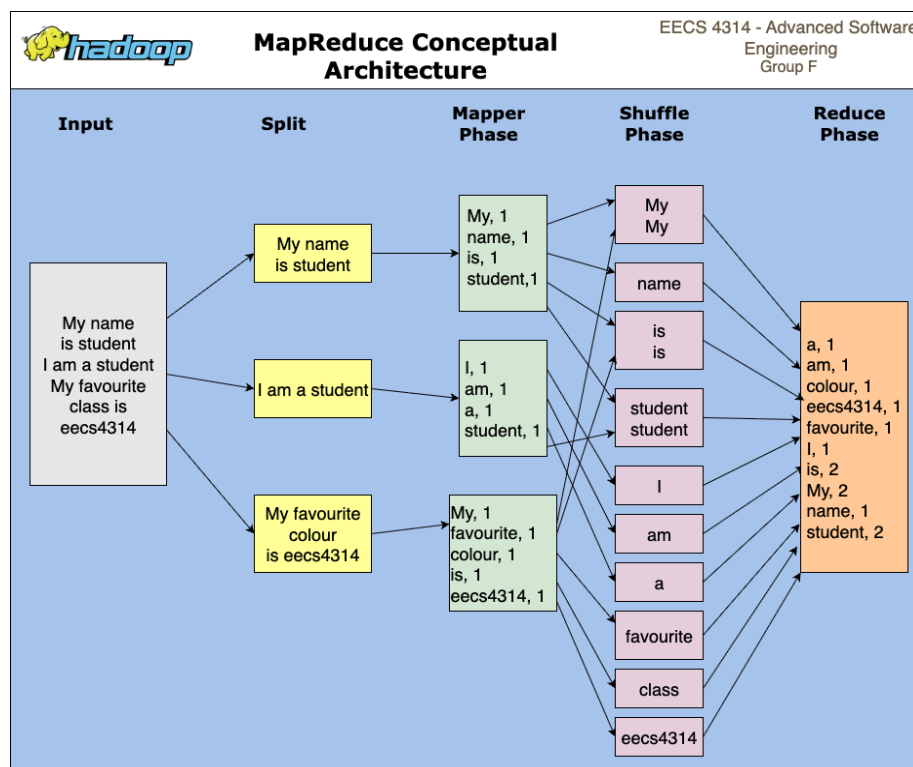 hadoop
MapReduce Conceptual
Architecture
EECS 4314 - Advanced Software
Engineering
Group F
Input
Split
Mapper
Phase
Shuffle
Phase
Reduce
Phase
My name
is student
I am a student
My favourite
class is
eecs4314
My name
is student
I am a student
My favourite
colour
is eecs4314
My, 1
name, 1
is, 1
student,1
I, 1
am, 1
a, 1
student, 1
My, 1
favourite, 1
colour, 1
is, 1
eecs4314, 1
My
My
name
is
is
student
student
I
am
a
favourite
class
eecs4314
a, 1
am, 1
colour, 1
eecs4314, 1
favourite, 1
I, 1
is, 2
My, 2
name, 1
student, 2